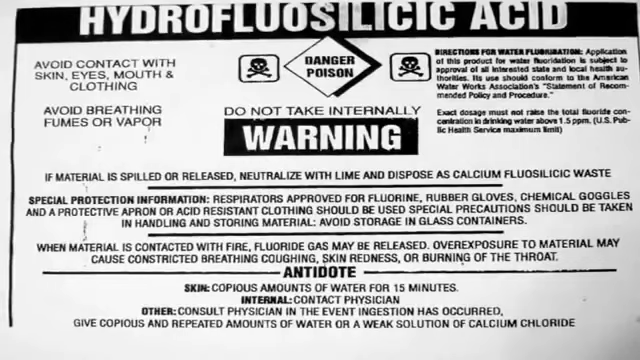 HYDROFLUOSILICIC ACID
AVOID CONTACT WITH
SKIN, EYES, MOUTH &
CLOTHING
AVOID BREATHING
FUMES OR VAPOR
DANGER
POISON
DO NOT TAKE INTERNALLY
WARNING
DIRECTIONS FOR WATER FLUORIDATION: Application
of this product for water fluoridation is subject to
approval of all interested state and local health au-
thorities. Its use should conform to the American
Water Works Association's "Statement of Recom-
mended Policy and Procedure."
Exact dosage must not raise the total fluoride con-
centration in drinking water above 1.5 ppm. (U.S. Pub-
lic Health Service maximum limit)
IF MATERIAL IS SPILLED OR RELEASED, NEUTRALIZE WITH LIME AND DISPOSE AS CALCIUM FLUOSILICIC WASTE
SPECIAL PROTECTION INFORMATION: RESPIRATORS APPROVED FOR FLUORINE, RUBBER GLOVES, CHEMICAL GOGGLES
AND A PROTECTIVE APRON OR ACID RESISTANT CLOTHING SHOULD BE USED SPECIAL PRECAUTIONS SHOULD BE TAKEN
IN HANDLING AND STORING MATERIAL: AVOID STORAGE IN GLASS CONTAINERS.
WHEN MATERIAL IS CONTACTED WITH FIRE, FLUORIDE GAS MAY BE RELEASED. OVEREXPOSURE TO MATERIAL MAY
CAUSE CONSTRICTED BREATHING COUGHING, SKIN REDNESS, OR BURNING OF THE THROAT.
ANTIDOTE
SKIN: COPIOUS AMOUNTS OF WATER FOR 15 MINUTES.
INTERNAL: CONTACT PHYSICIAN
OTHER: CONSULT PHYSICIAN IN THE EVENT INGESTION HAS OCCURRED,
GIVE COPIOUS AND REPEATED AMOUNTS OF WATER OR A WEAK SOLUTION OF CALCIUM CHLORIDE